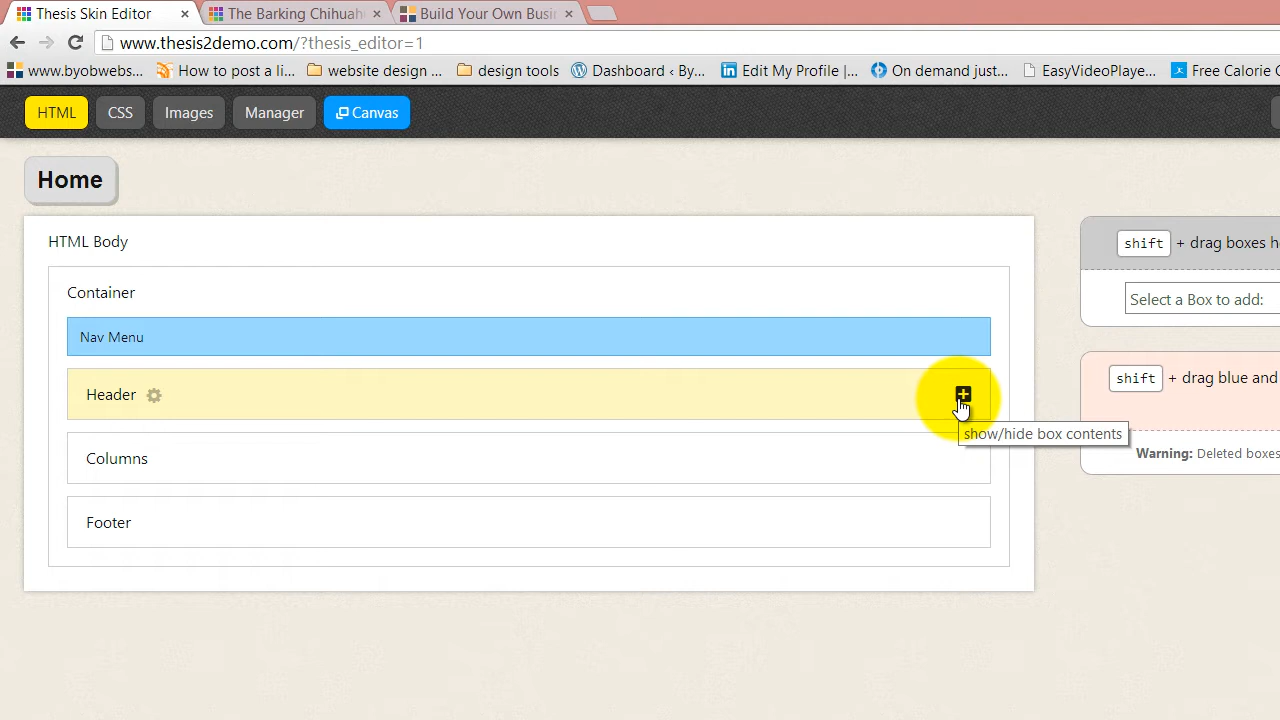 Thesis Skin Editor
The Barking Chihuah
Build Your Own Busi
www.thesis2demo.com/?thesis_editor=1
www.byobwebs...
How to post a li...
website design ...
design tools
Dashboard ‹ By...
Edit My Profile |...
On demand just...
EasyVideoPlaye...
Free Calorie C
HTML
CSS
Images
Manager
Canvas
Home
HTML Body
shift + drag boxes h
Container
Select a Box to add:
Nav Menu
shift + drag blue and
Header
show/hide box contents
Warning: Deleted boxes
Columns
Footer